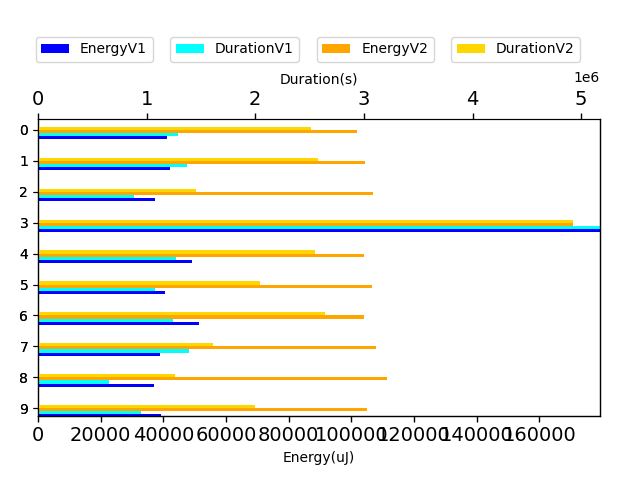 EnergyV1 DurationV1 EnergyV2 DurationV2
Duration(s) 1e6
0 1 2 3 4 5
0
1
2
3
4
5
6
7
8
9
0 20000 40000 60000 80000 100000 120000 140000 160000
Energy(uJ)